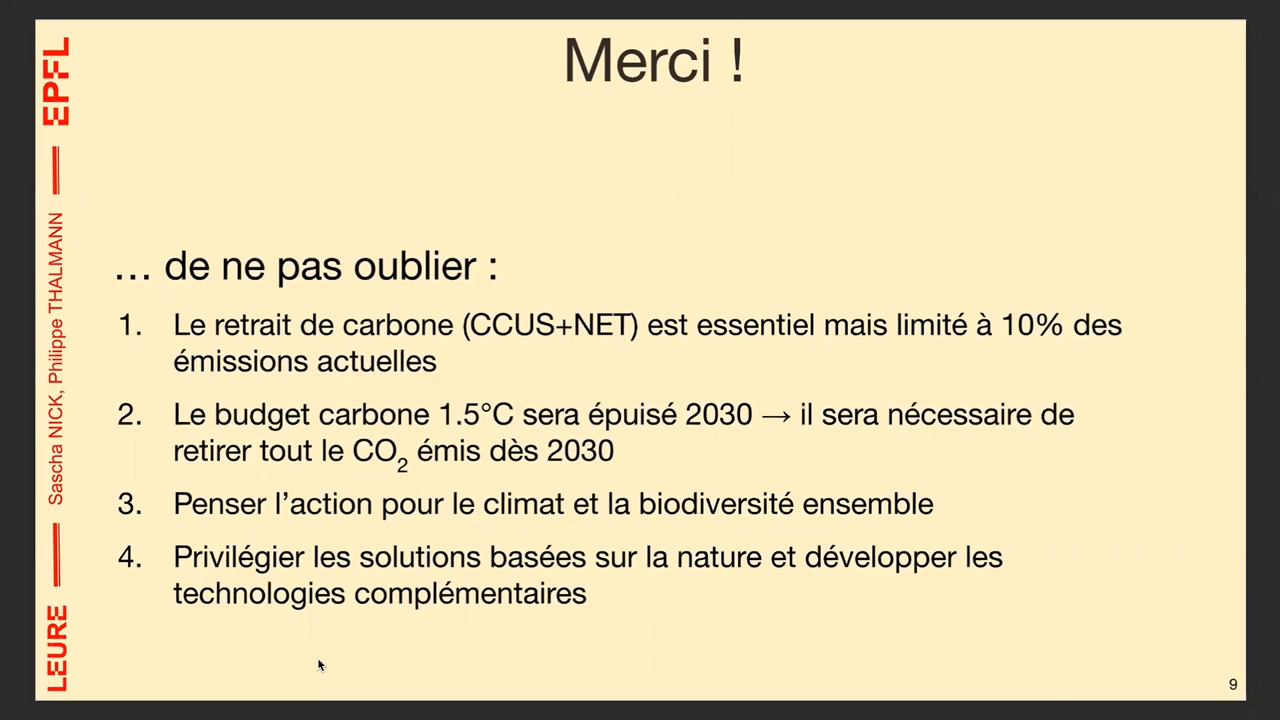 Merci !
EPFL
Sascha NICK, Philippe THALMANN
LEURE
… de ne pas oublier :
1. Le retrait de carbone (CCUS+NET) est essentiel mais limité à 10% des
émissions actuelles
2. Le budget carbone 1.5°C sera épuisé 2030 → il sera nécessaire de
retirer tout le CO₂ émis dès 2030
3. Penser l’action pour le climat et la biodiversité ensemble
4. Privilégier les solutions basées sur la nature et développer les
technologies complémentaires
9